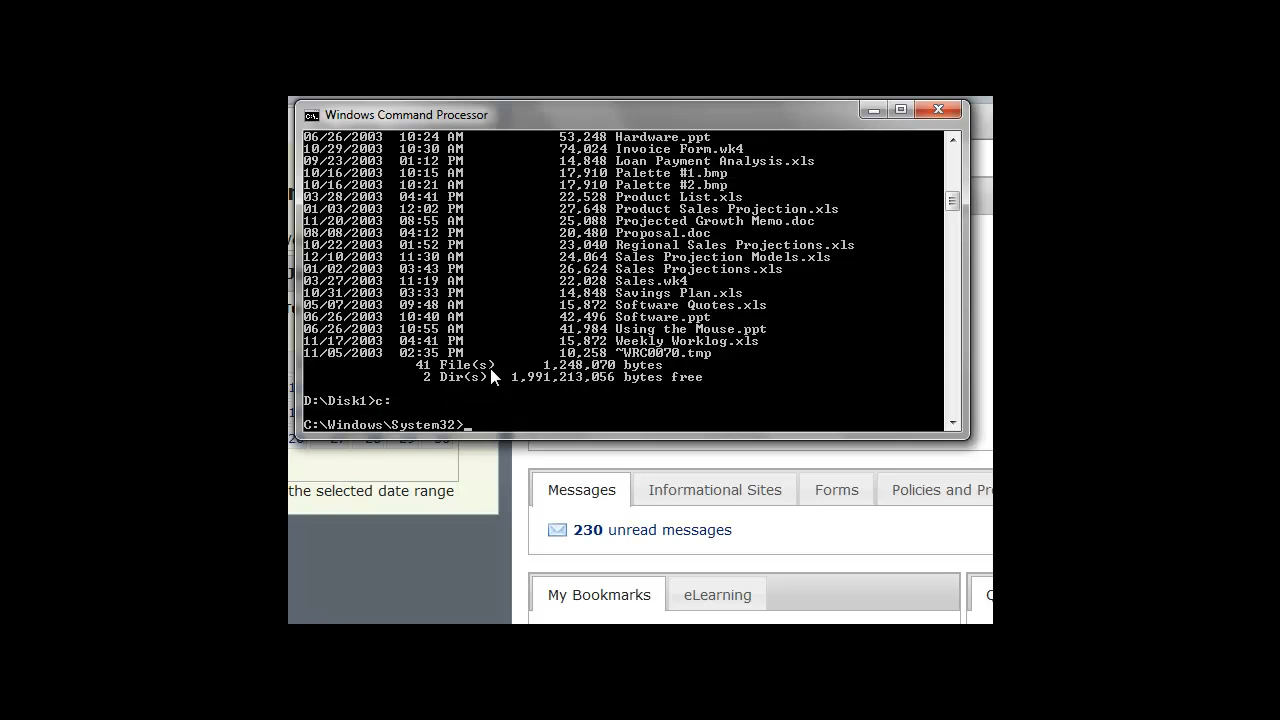 Windows Command Processor
06/26/2003 10:24 AM 53,248 Hardware.ppt
10/29/2003 10:30 AM 74,024 Invoice Form.wk4
09/23/2003 01:12 PM 14,848 Loan Payment Analysis.xls
10/16/2003 10:15 AM 17,910 Palette #1.bmp
10/16/2003 10:21 AM 17,910 Palette #2.bmp
03/28/2003 04:41 PM 22,528 Product List.xls
01/03/2003 12:02 PM 27,648 Product Sales Projection.xls
11/20/2003 08:55 AM 25,088 Projected Growth Memo.doc
08/08/2003 04:12 PM 20,480 Proposal.doc
10/22/2003 01:52 PM 23,040 Regional Sales Projections.xls
12/10/2003 11:30 AM 24,064 Sales Projection Models.xls
01/02/2003 03:43 PM 26,624 Sales Projections.xls
03/27/2003 11:19 AM 22,028 Sales.wk4
10/31/2003 03:33 PM 14,848 Savings Plan.xls
05/07/2003 09:48 AM 15,872 Software Quotes.xls
06/26/2003 10:40 AM 42,496 Software.ppt
06/26/2003 10:55 AM 41,984 Using the Mouse.ppt
11/17/2003 04:41 PM 15,872 Weekly Worklog.xls
11/05/2003 02:35 PM 10,258 ~WRC0070.tmp
41 File(s) 1,248,070 bytes
2 Dir(s) 1,991,213,056 bytes free
D:\Disk1>c:
C:\Windows\System32>_
the selected date range
Messages Informational Sites Forms Policies and Pr
230 unread messages
My Bookmarks eLearning